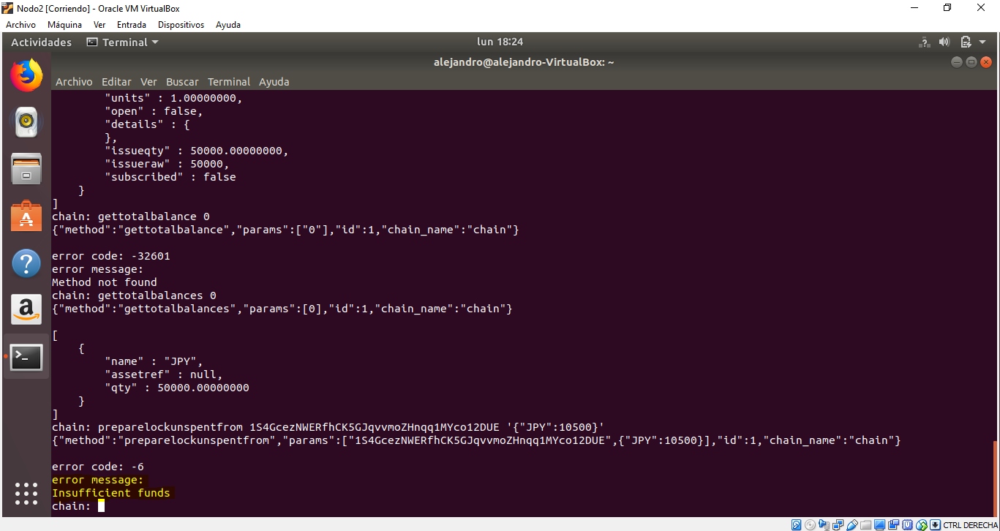 Nodo2 [Corriendo] - Oracle VM VirtualBox
Archivo Máquina Ver Entrada Dispositivos Ayuda
Actividades Terminal lun 18:24
alejandro@alejandro-VirtualBox: ~
Archivo Editar Ver Buscar Terminal Ayuda
"units" : 1.00000000,
"open" : false,
"details" : {
},
"issueqty" : 50000.00000000,
"issueraw" : 50000,
"subscribed" : false
}
]
chain: gettotalbalance 0
{"method":"gettotalbalance","params":["0"],"id":1,"chain_name":"chain"}
error code: -32601
error message:
Method not found
chain: gettotalbalances 0
{"method":"gettotalbalances","params":[0],"id":1,"chain_name":"chain"}
[
{
"name" : "JPY",
"assetref" : null,
"qty" : 50000.00000000
}
]
chain: preparelockunspentfrom 1S4GcezNWERfhCK5GJqvvmoZHnqq1MYco12DUE '{"JPY":10500}'
{"method":"preparelockunspentfrom","params":["1S4GcezNWERfhCK5GJqvvmoZHnqq1MYco12DUE",{"JPY":10500}],"id":1,"chain_name":"chain"}
error code: -6
error message:
Insufficient funds
chain:
CTRL DERECHA